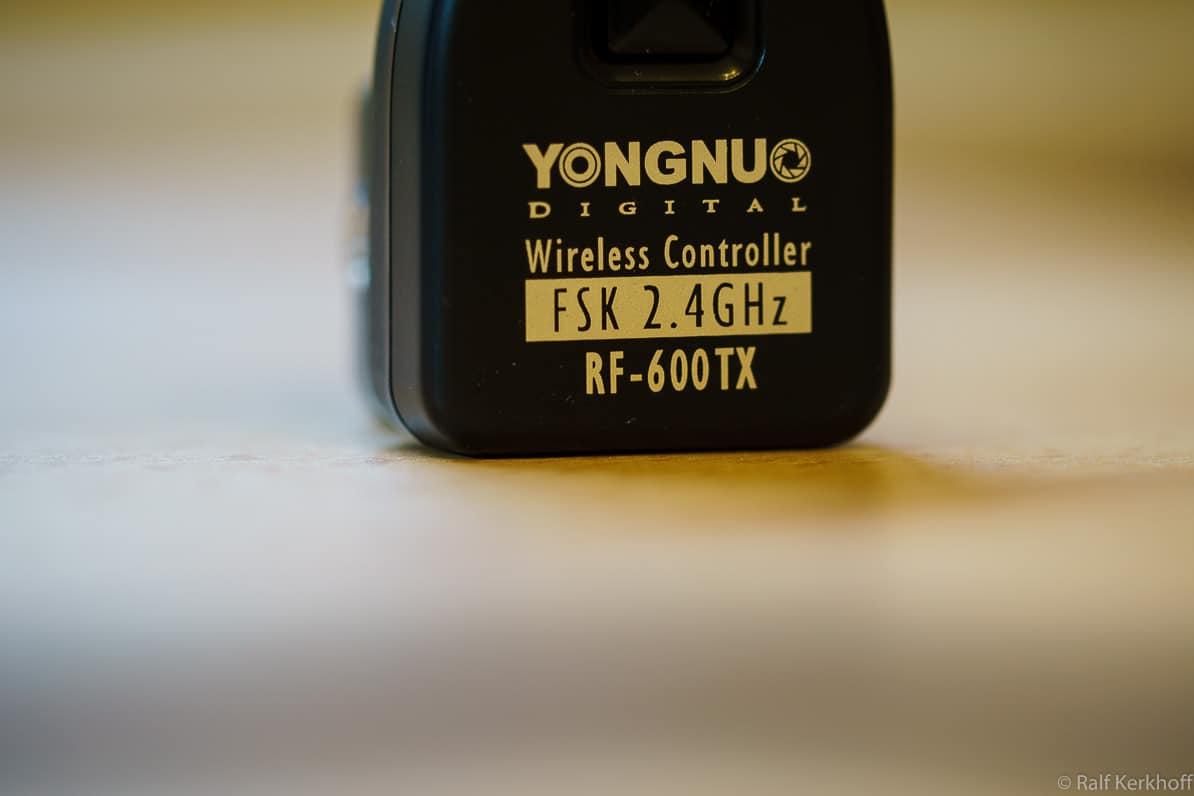 YONGNUO
DIGITAL
Wireless Controller
FSK 2.4GHz
RF-600TX
© Ralf Kerkhoff